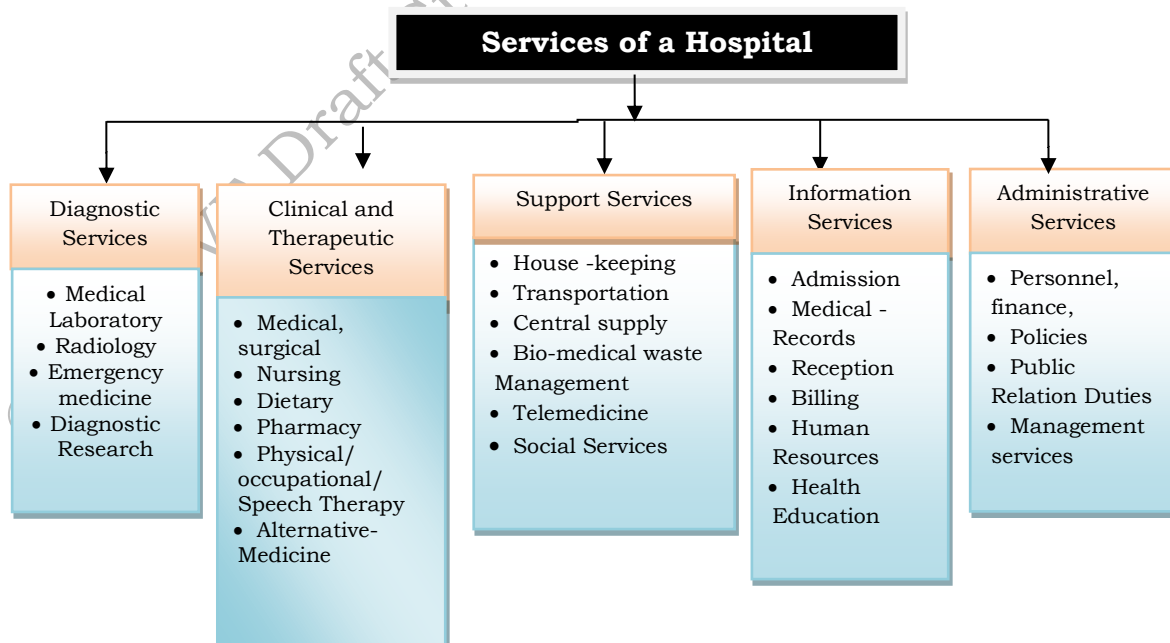 Services of a Hospital
Diagnostic
Services
• Medical
Laboratory
• Radiology
• Emergency
medicine
• Diagnostic
Research
Clinical and
Therapeutic
Services
• Medical,
surgical
• Nursing
• Dietary
• Pharmacy
• Physical/
occupational/
Speech Therapy
• Alternative-
Medicine
Support Services
• House -keeping
• Transportation
• Central supply
• Bio-medical waste
Management
• Telemedicine
• Social Services
Information
Services
• Admission
• Medical -
Records
• Reception
• Billing
• Human
Resources
• Health
Education
Administrative
Services
• Personnel,
finance,
• Policies
• Public
Relation Duties
• Management
services
Draft